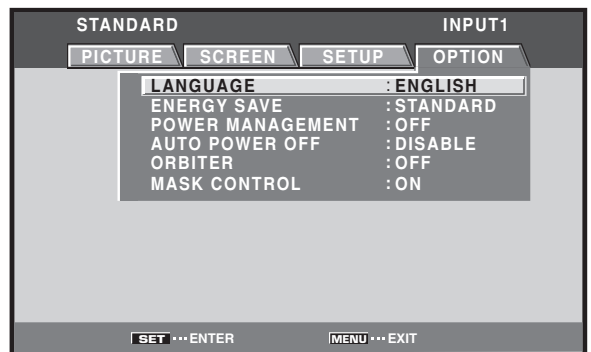 STANDARD INPUT1
PICTURE SCREEN SETUP OPTION
LANGUAGE :ENGLISH
ENERGY SAVE :STANDARD
POWER MANAGEMENT :OFF
AUTO POWER OFF :DISABLE
ORBITER :OFF
MASK CONTROL :ON
SET ••• ENTER MENU ••• EXIT